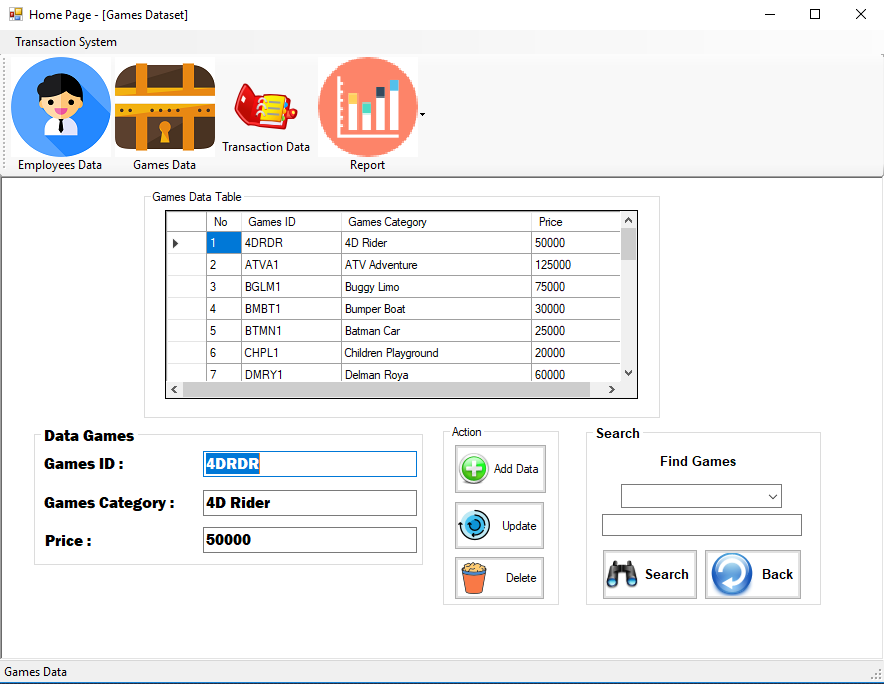 Home Page - [Games Dataset]
Transaction System
Employees Data
Games Data
Transaction Data
Report
Games Data Table
No Games ID Games Category Price
1 4DRDR 4D Rider 50000
2 ATVA1 ATV Adventure 125000
3 BGLM1 Buggy Limo 75000
4 BMBT1 Bumper Boat 30000
5 BTMN1 Batman Car 25000
6 CHPL1 Children Playground 20000
7 DMRY1 Delman Roya 60000
Data Games
Games ID : 4DRDR
Games Category : 4D Rider
Price : 50000
Action
Add Data
Update
Delete
Search
Find Games
Search
Back
Games Data